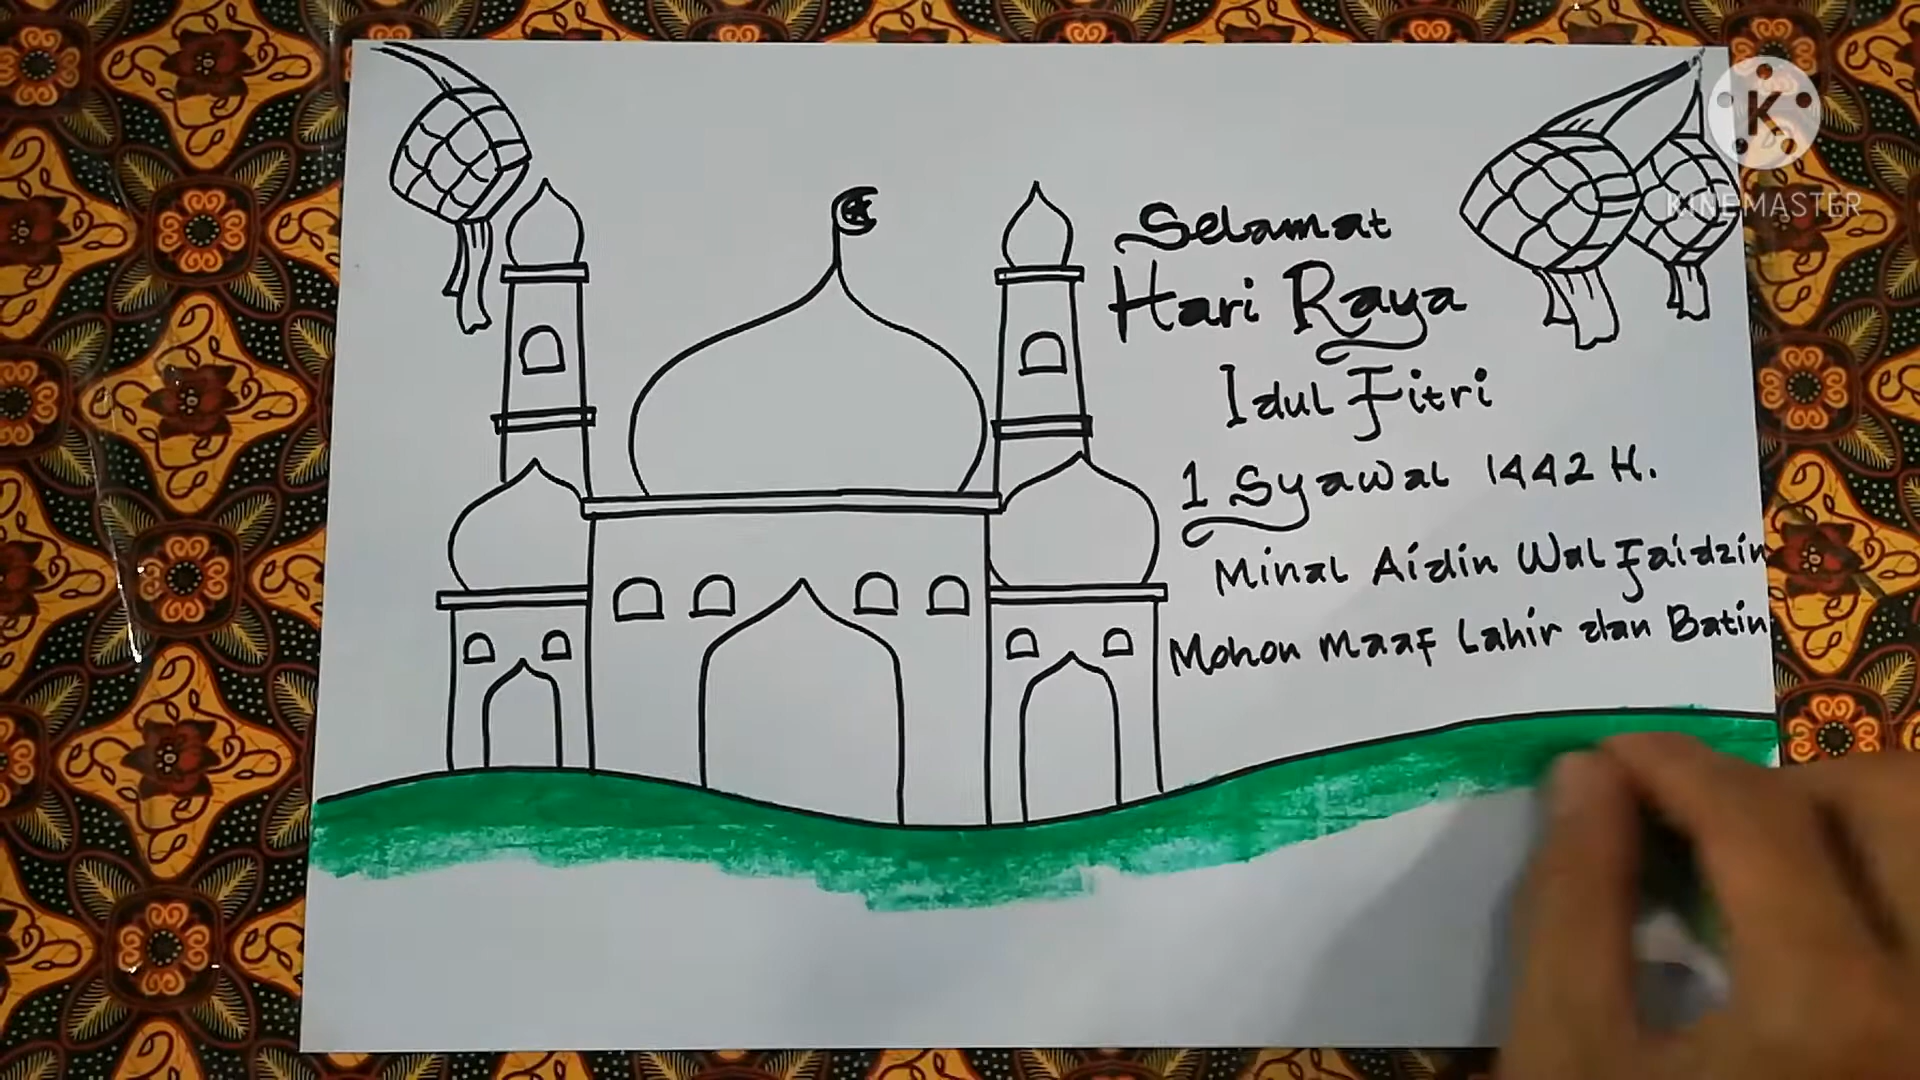 Selamat
Hari Raya
Idul Fitri
1 Syawal 1442 H.
Minal Aidin Wal Faidzin
Mohon Maaf Lahir dan Batin
K
KINEMASTER